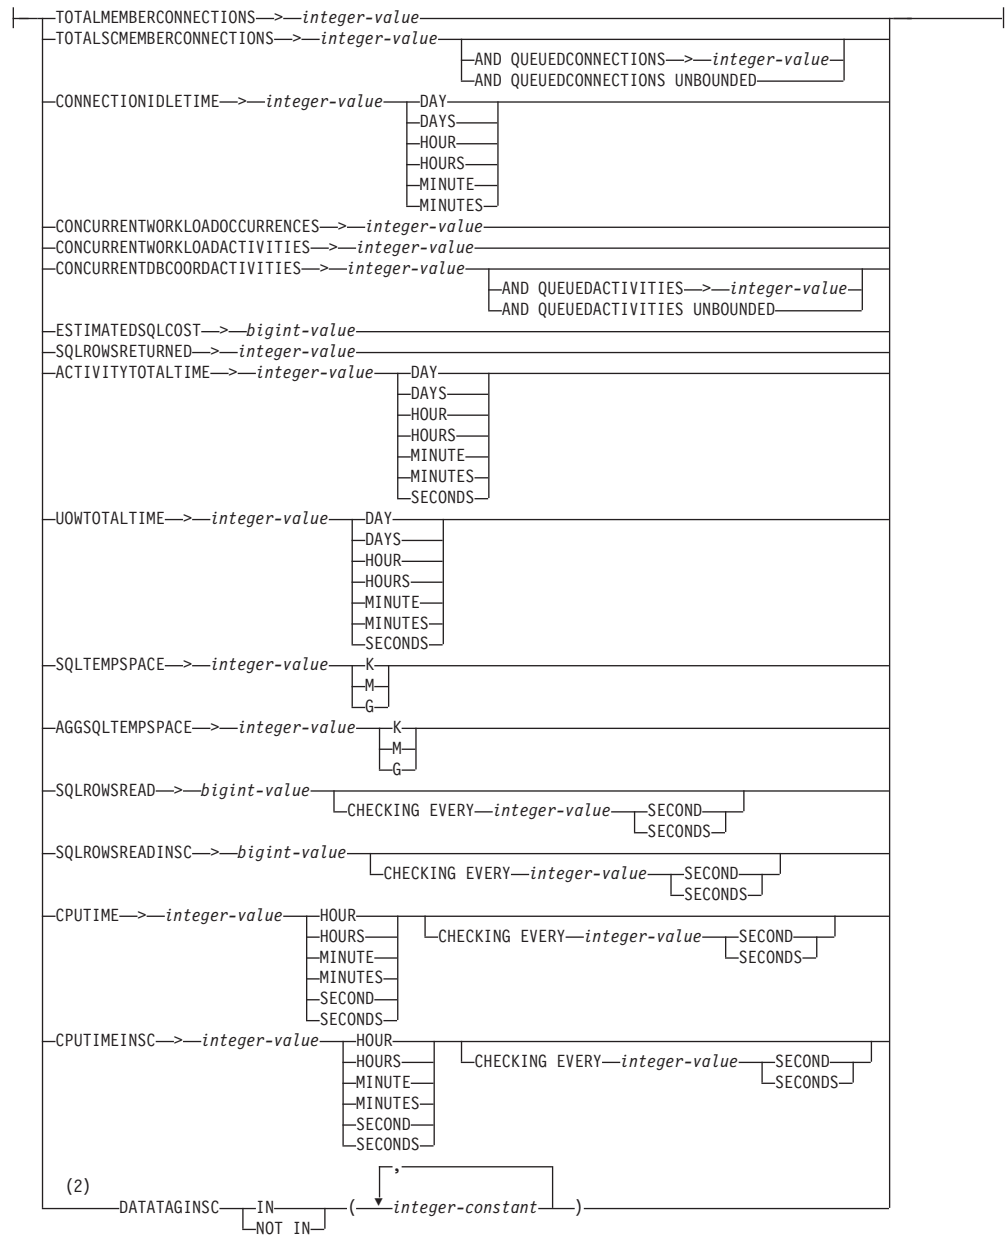 TOTALMEMBERCONNECTIONS > integer-value
TOTALSCMEMBERCONNECTIONS > integer-value
AND QUEUEDCONNECTIONS > integer-value
AND QUEUEDCONNECTIONS UNBOUNDED
CONNECTIONIDLETIME > integer-value DAY
DAYS
HOUR
HOURS
MINUTE
MINUTES
CONCURRENTWORKLOADOCCURRENCES > integer-value
CONCURRENTWORKLOADACTIVITIES > integer-value
CONCURRENTDBCOORDACTIVITIES > integer-value
AND QUEUEDACTIVITIES > integer-value
AND QUEUEDACTIVITIES UNBOUNDED
ESTIMATEDSQLCOST > bigint-value
SQLROWSRETURNED > integer-value
ACTIVITYTOTALTIME > integer-value DAY
DAYS
HOUR
HOURS
MINUTE
MINUTES
SECONDS
UOWTOTALTIME > integer-value DAY
DAYS
HOUR
HOURS
MINUTE
MINUTES
SECONDS
SQLTEMPSPACE > integer-value K
M
G
AGGSQLTEMPSPACE > integer-value K
M
G
SQLROWSREAD > bigint-value
CHECKING EVERY integer-value SECOND
SECONDS
SQLROWSREADINSC > bigint-value
CHECKING EVERY integer-value SECOND
SECONDS
CPUTIME > integer-value HOUR
HOURS CHECKING EVERY integer-value SECOND
MINUTE SECONDS
MINUTES
SECOND
SECONDS
CPUTIMEINSC > integer-value HOUR
HOURS CHECKING EVERY integer-value SECOND
MINUTE SECONDS
MINUTES
SECOND
SECONDS
,
(2)
DATATAGINSC IN ( integer-constant )
NOT IN